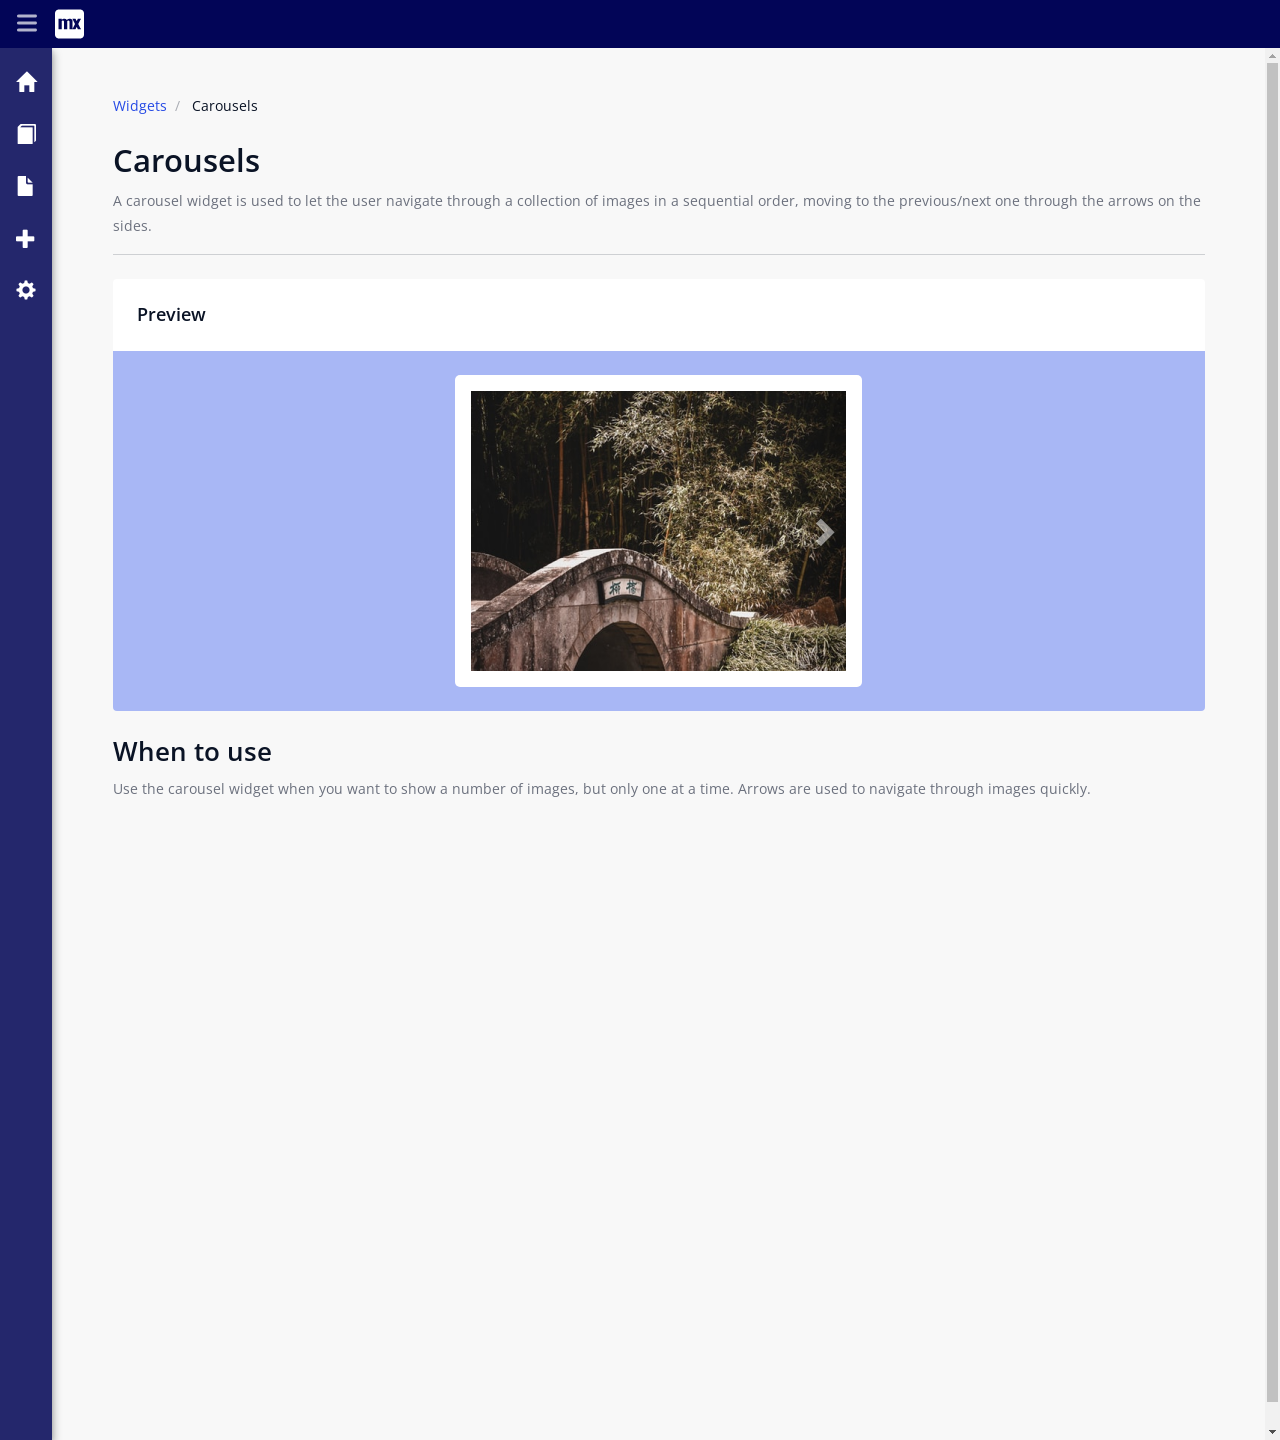 mx
Widgets / Carousels
Carousels
A carousel widget is used to let the user navigate through a collection of images in a sequential order, moving to the previous/next one through the arrows on the
sides.
Preview
When to use
Use the carousel widget when you want to show a number of images, but only one at a time. Arrows are used to navigate through images quickly.